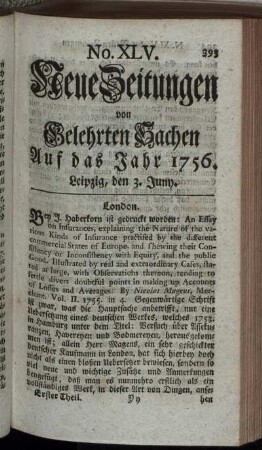 No. XLV.
393
Neue Zeitungen
von
Gelehrten Sachen
Auf das Jahr 1756.
Leipzig, den 3. Juny.
London.
Bey J. Haberkorn ist gedruckt worden: An Essay
on Insurances, explaining the Nature of the va-
rious Kinds of Insurance practised by the different
commercial States of Europe. and shewing their Con-
sistency or Inconsistency with Equity, and the public
Good, Illustrated by real and extraordinary Cases, sta-
ted at large, with Observations thereon, tending to
settle divers doubtful points in making up Accounts
of Losses and Averages: By Nicolas Magens, Mer-
chant. Vol. II. 1755. in 4. Gegenwärtige Schrift
ist zwar, was die Hauptsache anbetrifft, nur eine
Uebersetzung eines deutschen Werkes, welches 1753.
in Hamburg unter dem Titel: Versuch über Assecu
ranzen, Havereyen und Bodmereyen, herausgekom
men ist; allein Herr Magens, ein sehr geschickter
deutscher Kaufmann in London, hat sich hierbey doch
nicht als einen bloßen Uebersetzer bewiesen, sondern so
viel neue und wichtige Zusätze und Anmerkungen
beygefügt, daß man es nunmehro erstlich als ein
vollständiges Werk, in dieser Art von Dingen, anse
Erster Theil.
hen